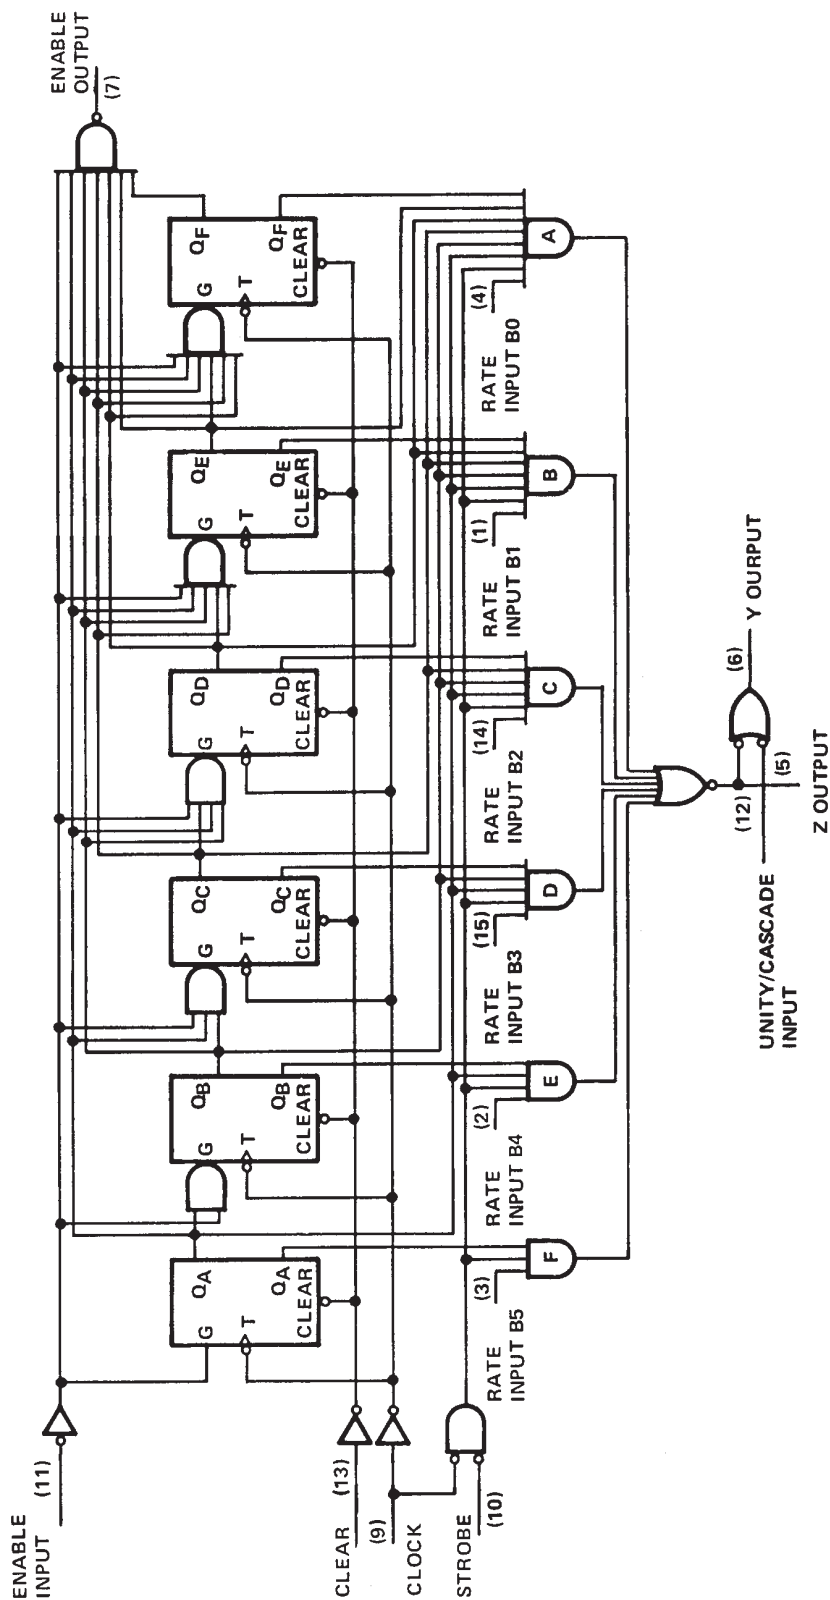 ENABLE
INPUT
(11)
ENABLE
OUTPUT
(7)
G
QA
T
QA
CLEAR
G
QB
T
QB
CLEAR
G
QC
T
QC
CLEAR
G
QD
T
QD
CLEAR
G
QE
T
QE
CLEAR
G
QF
T
QF
CLEAR
CLEAR
(13)
(9)
CLOCK
STROBE
(10)
RATE
INPUT B5
(3)
F
RATE
INPUT B4
(2)
E
RATE
INPUT B3
(15)
D
RATE
INPUT B2
(14)
C
RATE
INPUT B1
(1)
B
RATE
INPUT B0
(4)
A
(6)
Y OURPUT
(12)
(5)
UNITY/CASCADE
INPUT
Z OUTPUT